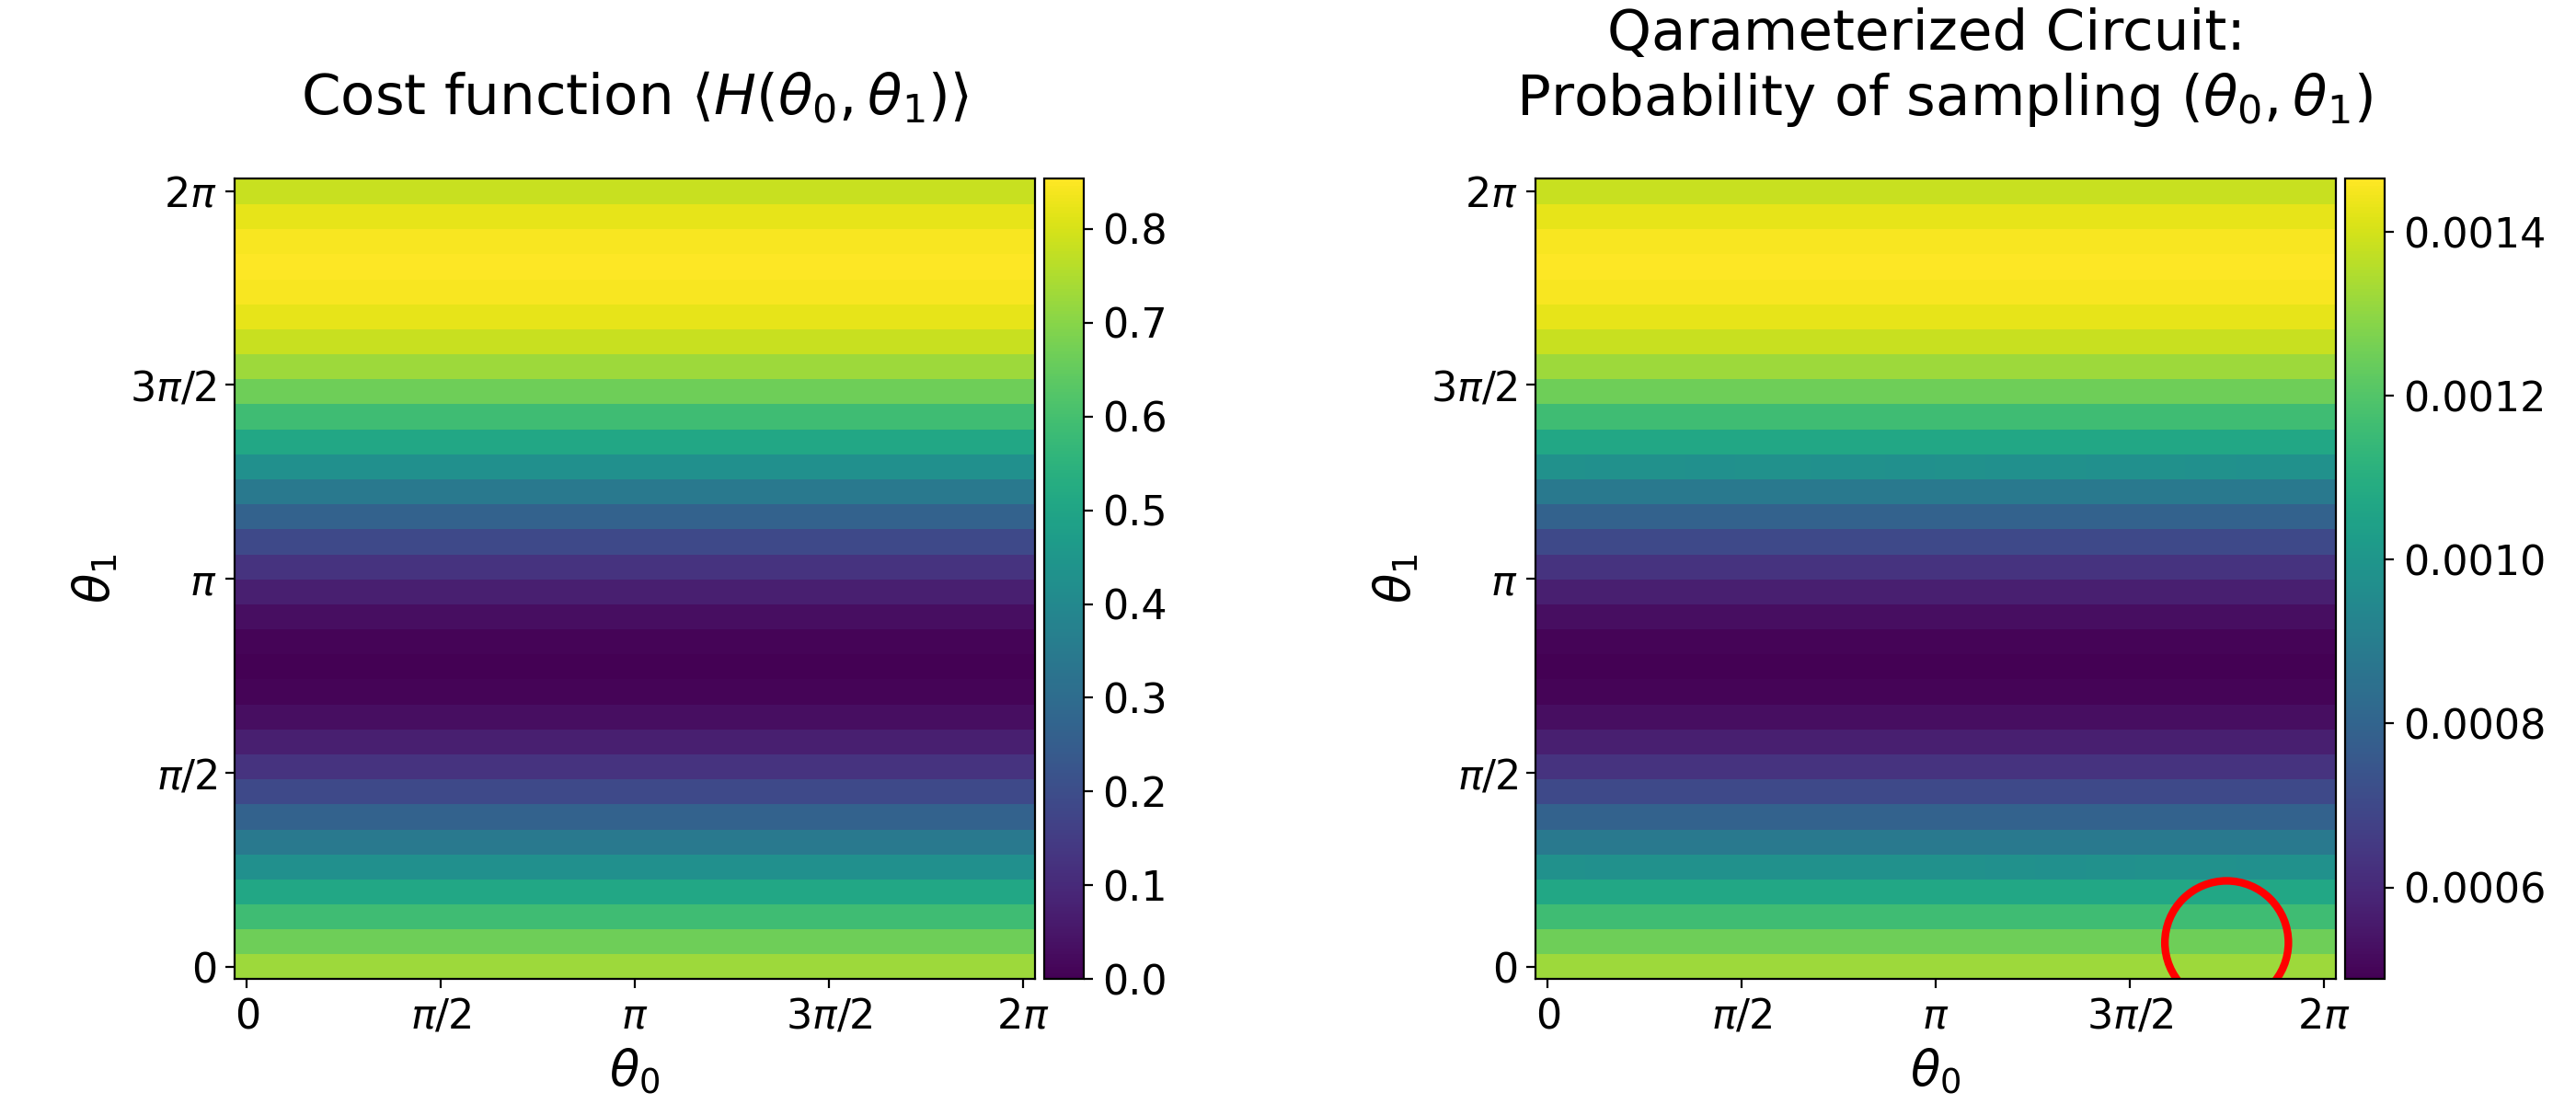 Cost function ⟨H(θ₀, θ₁)⟩
2π
3π/2
π
π/2
0
θ₁
0 π/2 π 3π/2 2π
θ₀
0.8
0.7
0.6
0.5
0.4
0.3
0.2
0.1
0.0
Qarameterized Circuit:
Probability of sampling (θ₀, θ₁)
2π
3π/2
π
π/2
0
θ₁
0 π/2 π 3π/2 2π
θ₀
0.0014
0.0012
0.0010
0.0008
0.0006